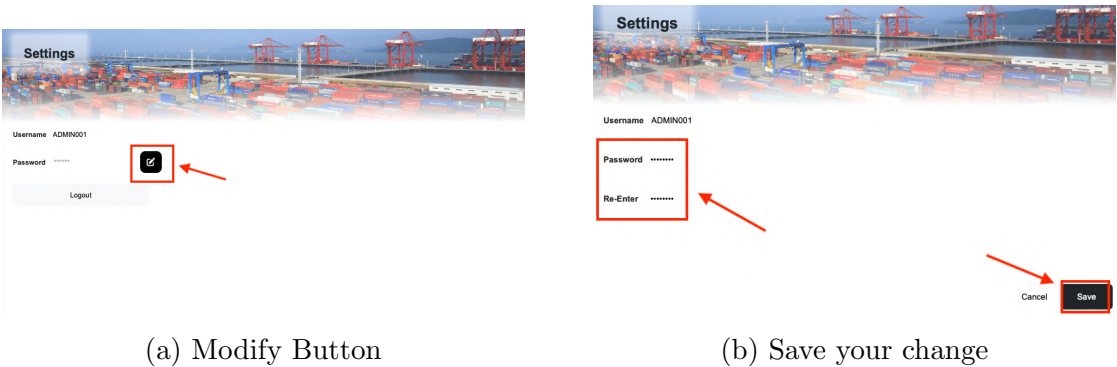 Settings
Username ADMIN001
Password ******
Logout
(a) Modify Button
Settings
Username ADMIN001
Password ••••••••
Re-Enter ••••••••
Cancel Save
(b) Save your change